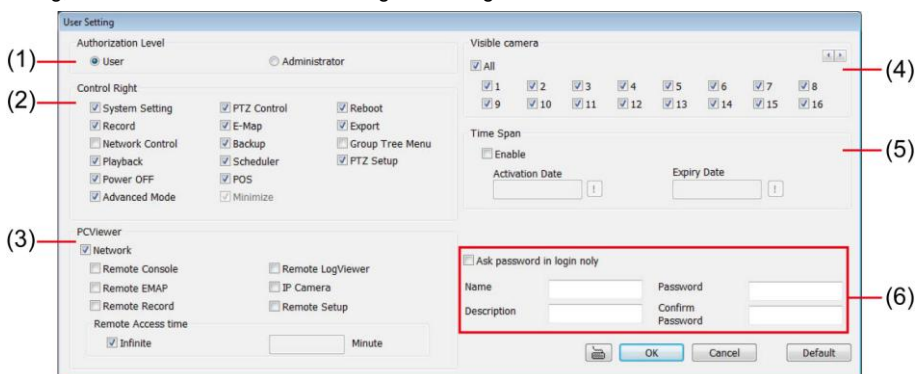 User Setting
Authorization Level
User Administrator
(1)
Control Right
(2)
System Setting PTZ Control Reboot
Record E-Map Export
Network Control Backup Group Tree Menu
Playback Scheduler PTZ Setup
Power OFF POS
Advanced Mode Minimize
(3)
PCViewer
Network
Remote Console Remote LogViewer
Remote EMAP IP Camera
Remote Record Remote Setup
Remote Access time
Infinite Minute
Visible camera
All
(4)
1 2 3 4 5 6 7 8
9 10 11 12 13 14 15 16
Time Span
(5)
Enable
Activation Date Expiry Date
! !
Ask password in login noly
Name Password
(6)
Description Confirm
Password
OK Cancel Default